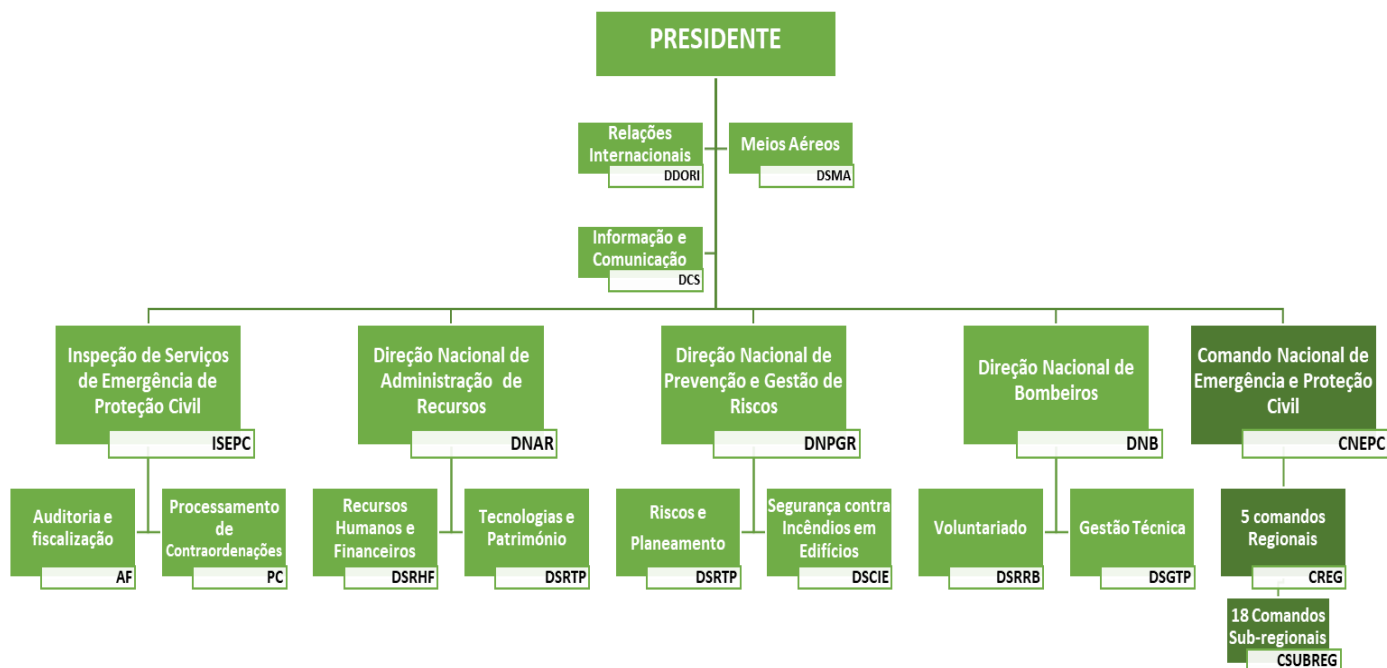 PRESIDENTE
Relações
Internacionais
DDORI
Meios Aéreos
DSMA
Informação e
Comunicação
DCS
Inspeção de Serviços
de Emergência de
Proteção Civil
ISEPC
Direção Nacional de
Administração de
Recursos
DNAR
Direção Nacional de
Prevenção e Gestão de
Riscos
DNPGR
Direção Nacional de
Bombeiros
DNB
Comando Nacional de
Emergência e Proteção
Civil
CNEPC
Auditoria e
fiscalização
AF
Processamento
de
Contraordenações
PC
Recursos
Humanos e
Financeiros
DSRHF
Tecnologias e
Património
DSRTP
Riscos e
Planeamento
DSRTP
Segurança contra
Incêndios em
Edifícios
DSCIE
Voluntariado
DSRRB
Gestão Técnica
DSGTP
5 comandos
Regionais
CREG
18 Comandos
Sub-regionais
CSUBREG